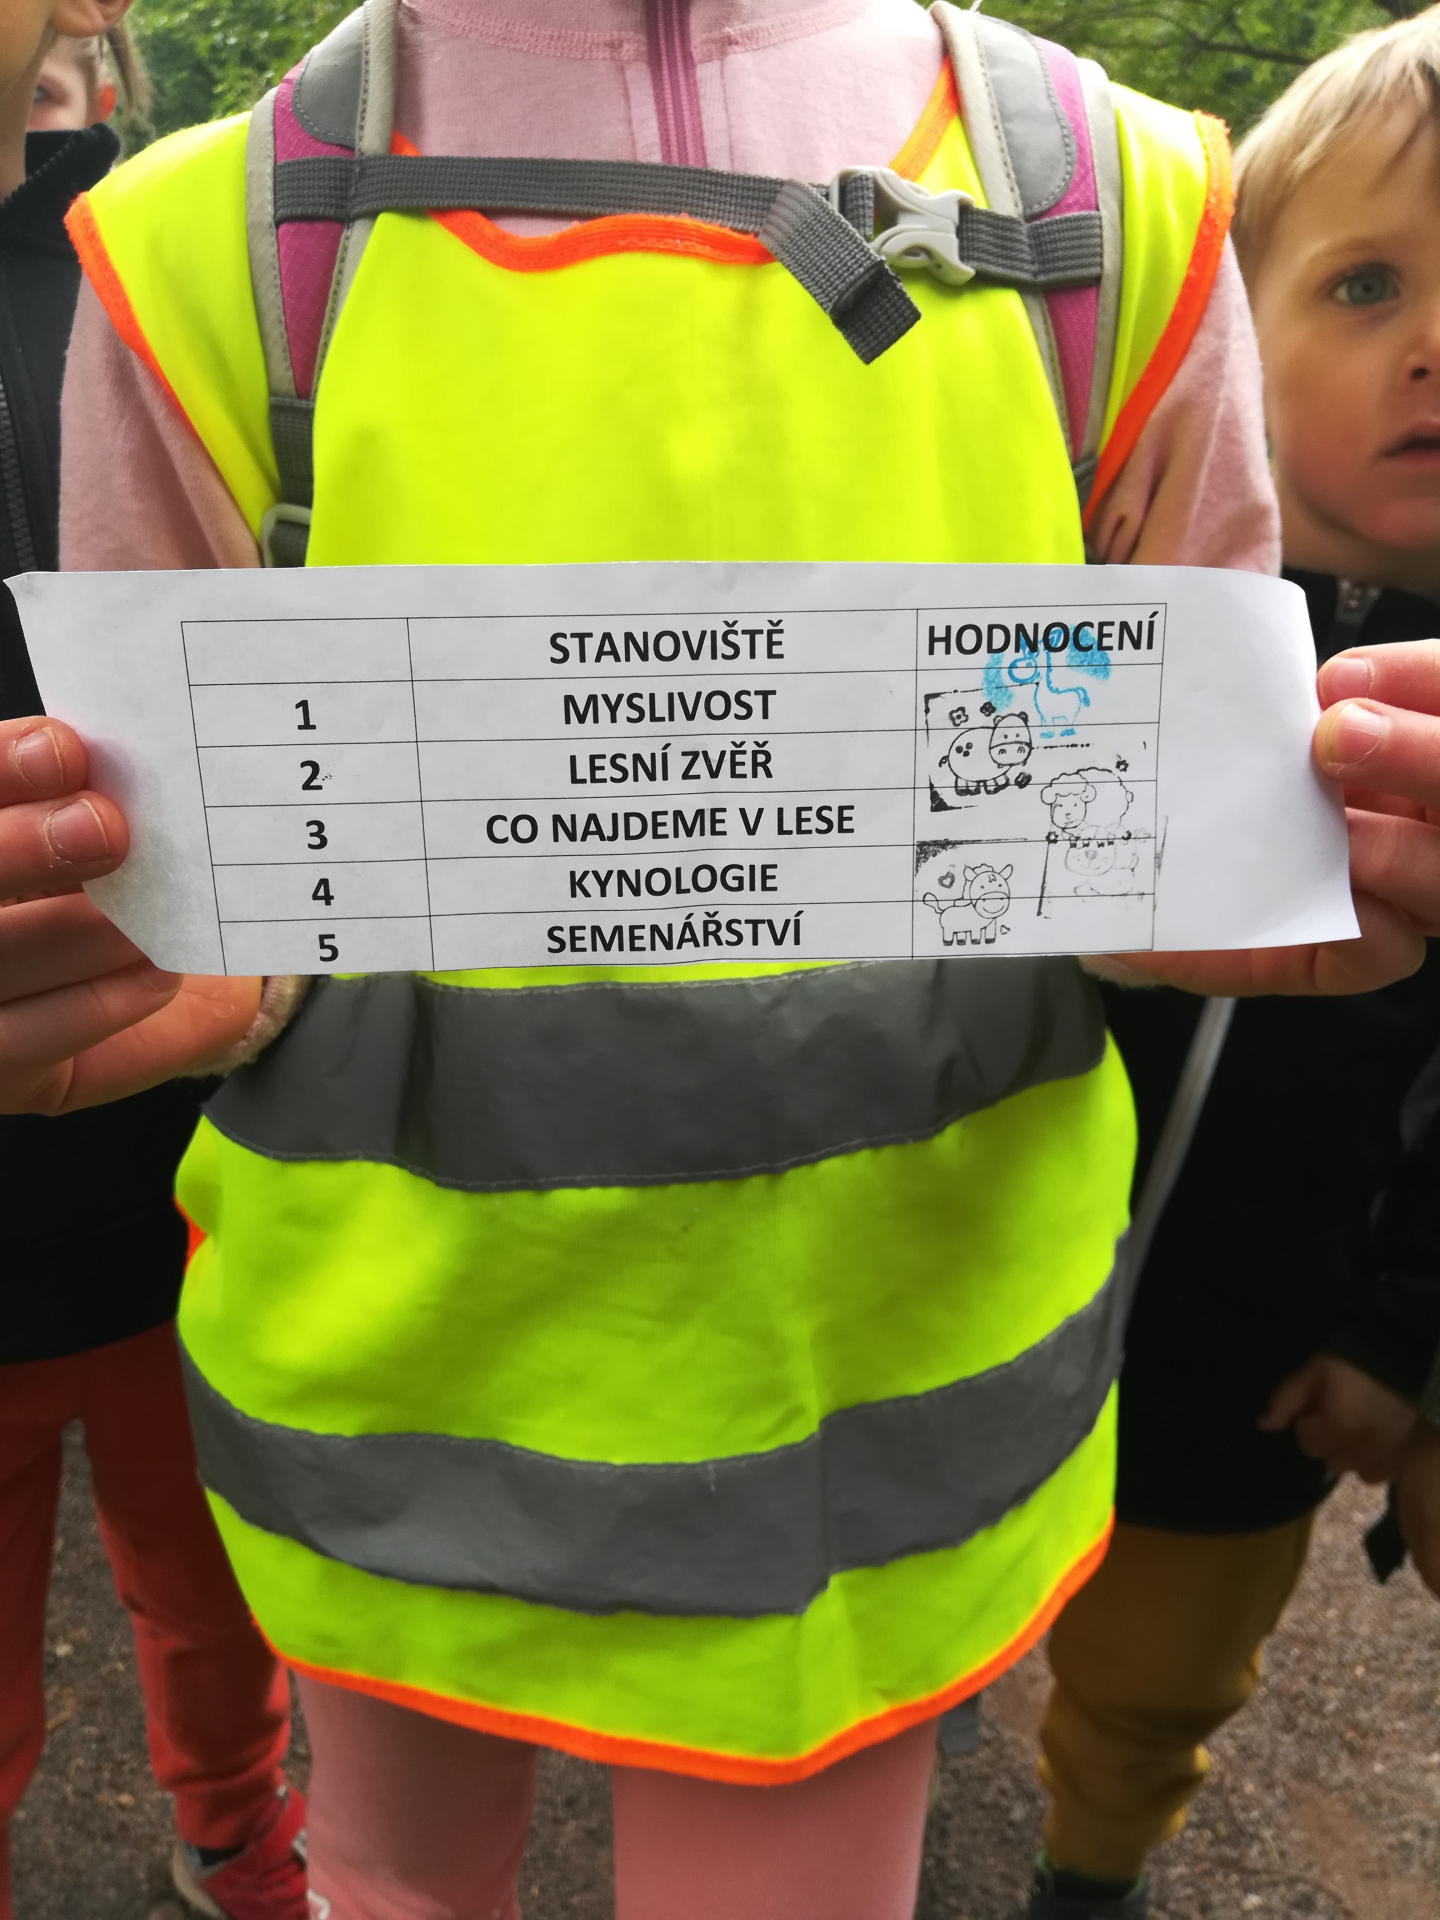 STANOVIŠTĚ HODNOCENÍ
1 MYSLIVOST
2 LESNÍ ZVĚŘ
3 CO NAJDEME V LESE
4 KYNOLOGIE
5 SEMENÁŘSTVÍ